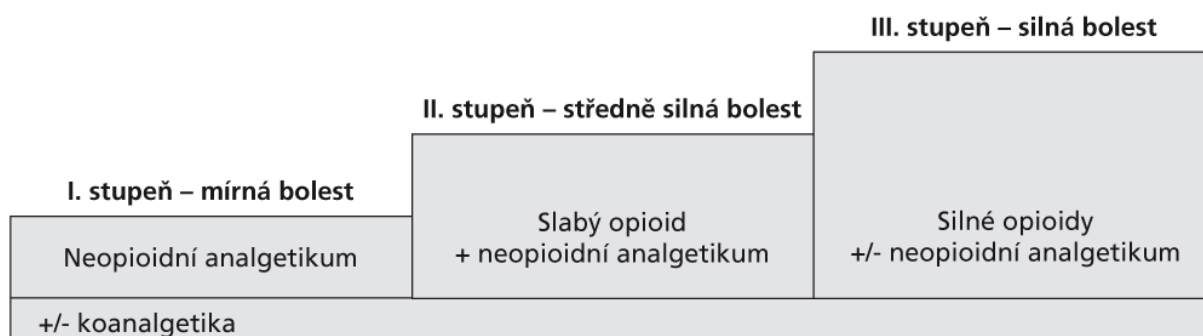 III. stupeň – silná bolest
II. stupeň – středně silná bolest
I. stupeň – mírná bolest
Neopioidní analgetikum
Slabý opioid
+ neopioidní analgetikum
Silné opioidy
+/- neopioidní analgetikum
+/- koanalgetika